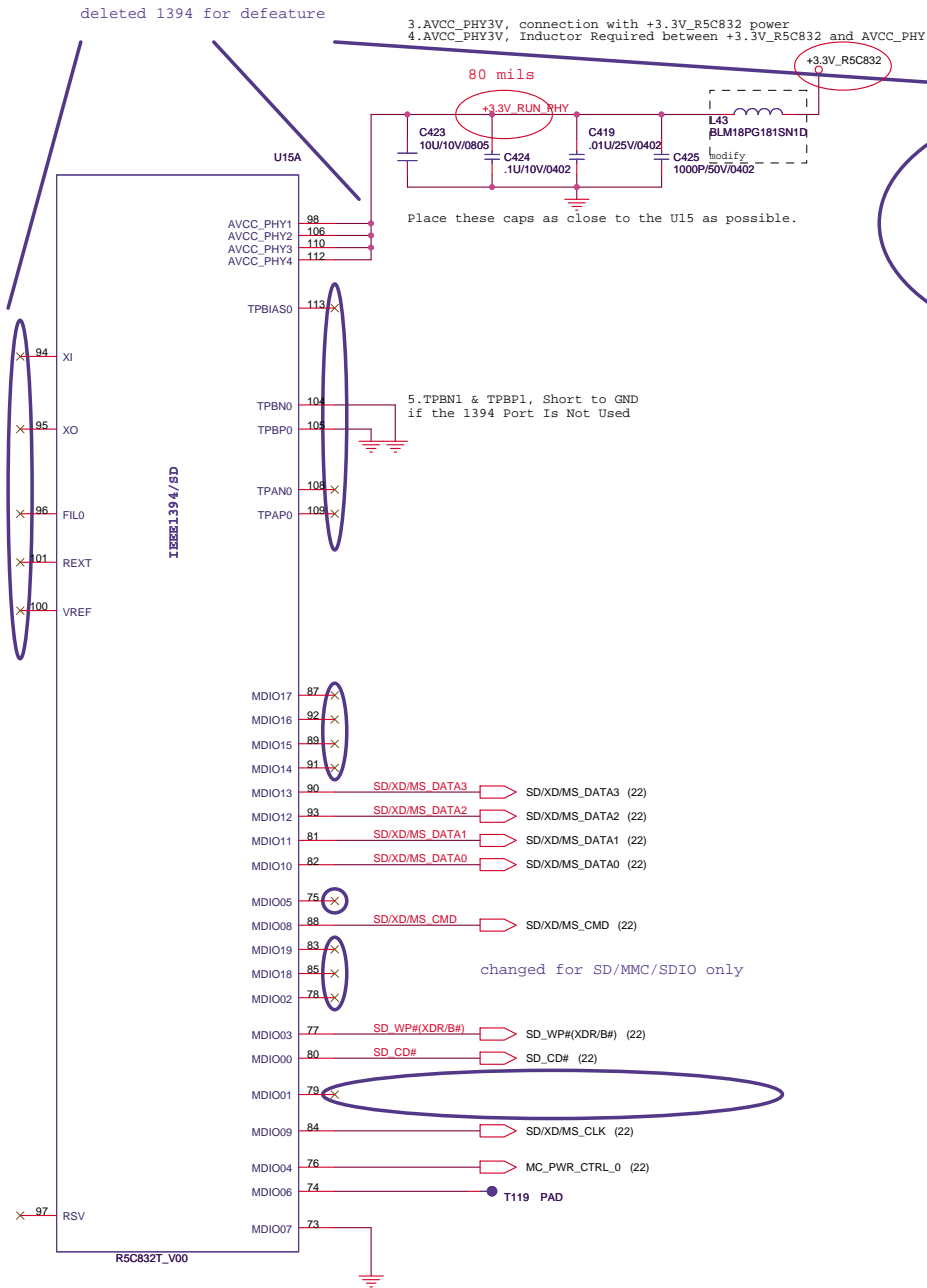 deleted 1394 for defeature
3.AVCC_PHY3V, connection with +3.3V_R5C832 power
4.AVCC_PHY3V, Inductor Required between +3.3V_R5C832 and AVCC_PHY
+3.3V_R5C832
80 mils
+3.3V_RUN_PHY
L43
BLM18PG181SN1D
modify
C423
10U/10V/0805
C424
.1U/10V/0402
C419
.01U/25V/0402
C425
1000P/50V/0402
U15A
Place these caps as close to the U15 as possible.
AVCC_PHY1 98
AVCC_PHY2 106
AVCC_PHY3 110
AVCC_PHY4 112
TPBIAS0 113
94 XI
TPBN0 104
5.TPBN1 & TPBP1, Short to GND
if the 1394 Port Is Not Used
95 XO
TPBP0 105
IEEE1394/SD
TPAN0 108
96 FIL0
TPAP0 109
101 REXT
100 VREF
MDIO17 87
MDIO16 92
MDIO15 89
MDIO14 91
MDIO13 90 SD/XD/MS_DATA3 SD/XD/MS_DATA3 (22)
MDIO12 93 SD/XD/MS_DATA2 SD/XD/MS_DATA2 (22)
MDIO11 81 SD/XD/MS_DATA1 SD/XD/MS_DATA1 (22)
MDIO10 82 SD/XD/MS_DATA0 SD/XD/MS_DATA0 (22)
MDIO05 75
MDIO08 88 SD/XD/MS_CMD SD/XD/MS_CMD (22)
MDIO19 83
MDIO18 85
changed for SD/MMC/SDIO only
MDIO02 78
MDIO03 77 SD_WP#(XDR/B#) SD_WP#(XDR/B#) (22)
MDIO00 80 SD_CD# SD_CD# (22)
MDIO01 79
MDIO09 84 SD/XD/MS_CLK (22)
MDIO04 76 MC_PWR_CTRL_0 (22)
MDIO06 74 T119 PAD
97 RSV
MDIO07 73
R5C832T_V00